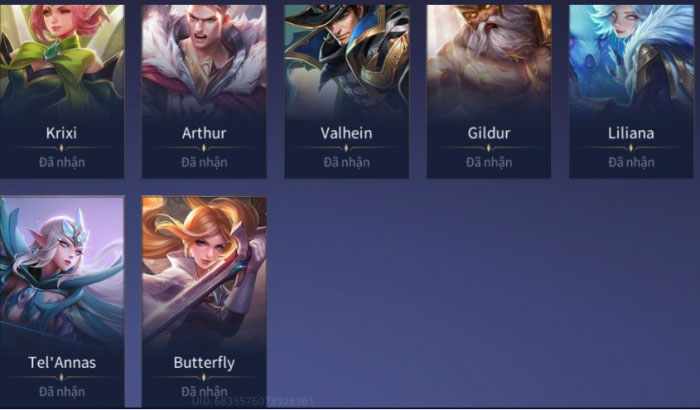 Krixi
Đã nhận
Arthur
Đã nhận
Valhein
Đã nhận
Gildur
Đã nhận
Liliana
Đã nhận
Tel'Annas
Đã nhận
Butterfly
Đã nhận
UID: 6835576078926961